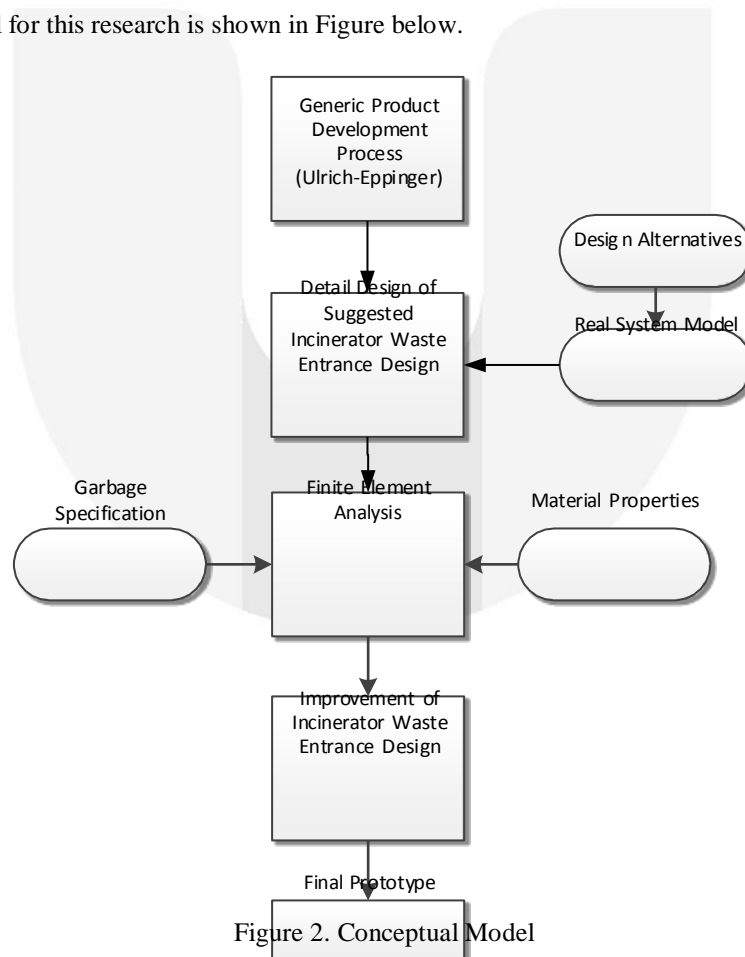 l for this research is shown in Figure below.
Generic Product
Development
Process
(Ulrich-Eppinger)
Design Alternatives
Detail Design of
Suggested
Incinerator Waste
Entrance Design
Real System Model
Garbage
Specification
Finite Element
Analysis
Material Properties
Improvement of
Incinerator Waste
Entrance Design
Final Prototype
Figure 2. Conceptual Model